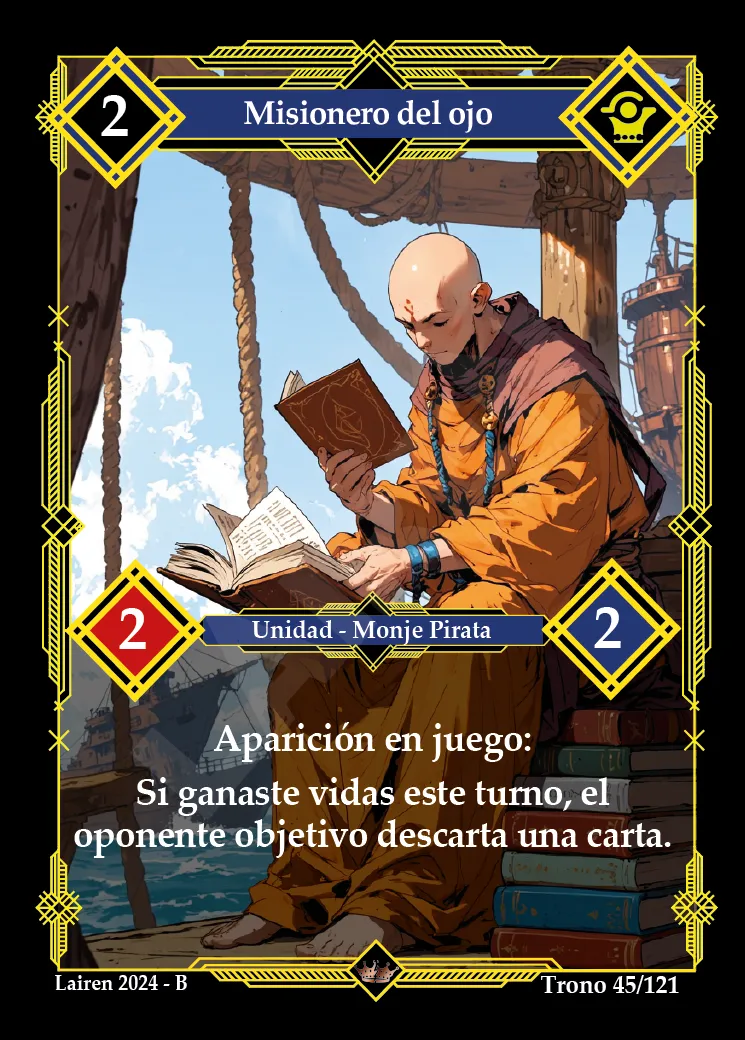 2
Misionero del ojo
2
Unidad - Monje Pirata
2
Aparición en juego:
Si ganaste vidas este turno, el
oponente objetivo descarta una carta.
Lairen 2024 - B
Trono 45/121